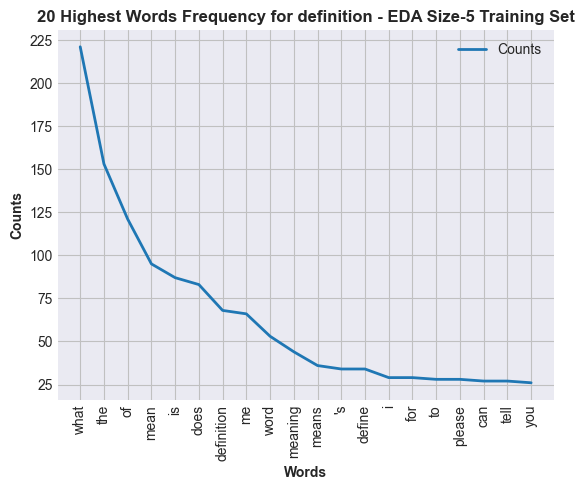 20 Highest Words Frequency for definition - EDA Size-5 Training Set
Counts
225
200
175
150
125
100
75
50
25
Counts
what
the
of
mean
is
does
definition
me
word
meaning
means
's
define
i
for
to
please
can
tell
you
Words